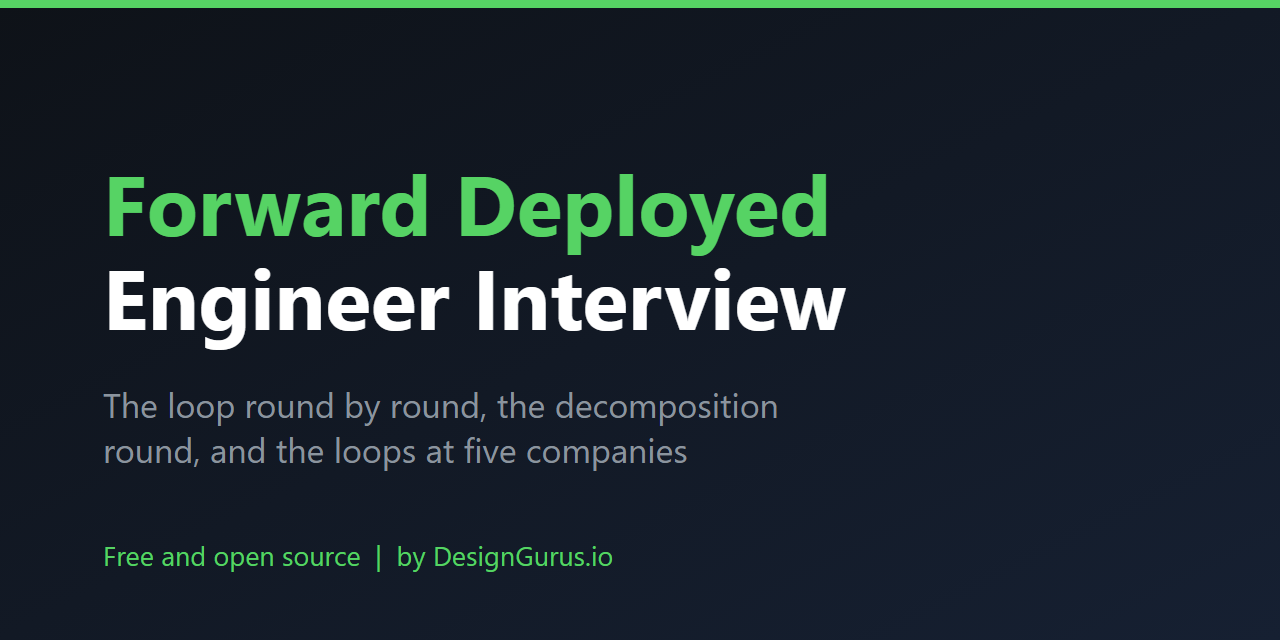 Forward Deployed
Engineer Interview
The loop round by round, the decomposition
round, and the loops at five companies
Free and open source | by DesignGurus.io